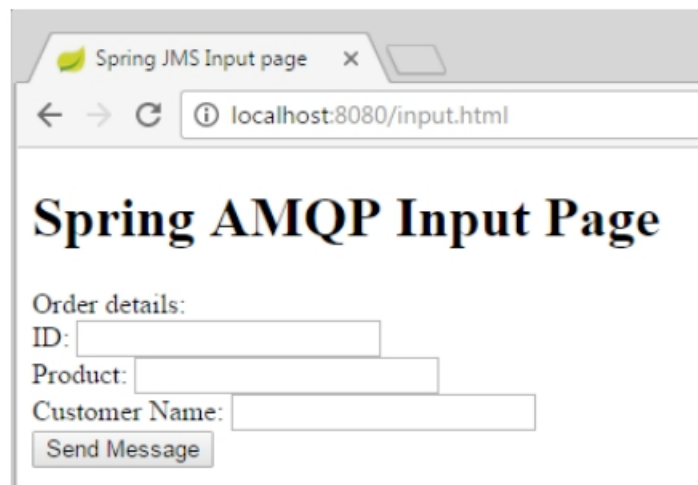 Spring JMS Input page
localhost:8080/input.html
Spring AMQP Input Page
Order details:
ID:
Product:
Customer Name:
Send Message